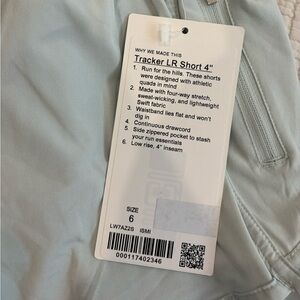 WHY WE MADE THIS
Tracker LR Short 4"
1. Run for the hills. These shorts
were designed with athletic
quads in mind
2. Made with four-way stretch,
sweat-wicking, and lightweight
Swift fabric
3. Waistband lies flat and won't
dig in
4. Continuous drawcord
5. Side zippered pocket to stash
your run essentials
6. Low rise, 4" inseam
SIZE
6
LW7AZ2S ISMI
000117402346